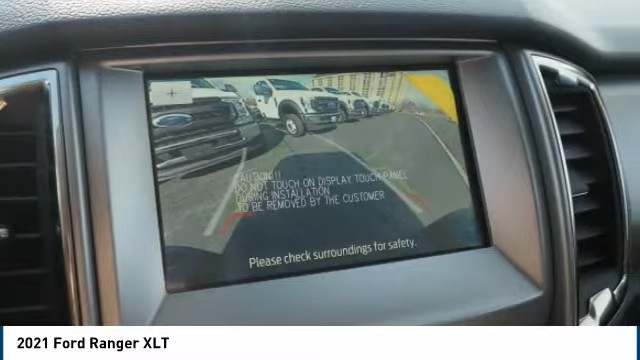 CAUTION!!!
DO NOT TOUCH ON DISPLAY TOUCH PANEL
DURING INSTALLATION
TO BE REMOVED BY THE CUSTOMER
Please check surroundings for safety.
2021 Ford Ranger XLT